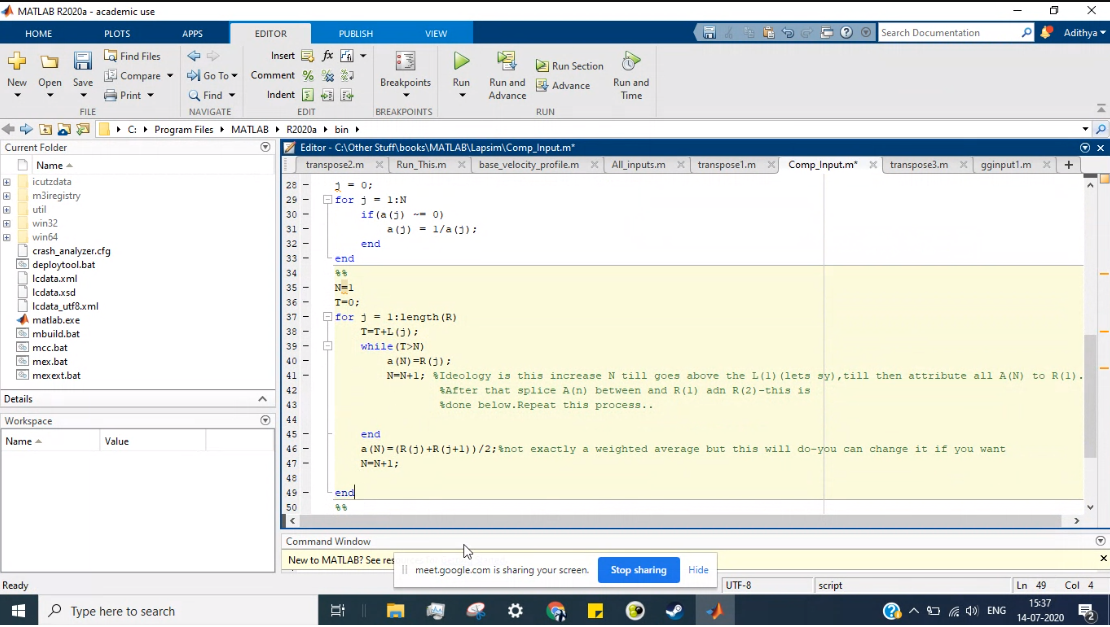 MATLAB R2020a - academic use
HOME PLOTS APPS EDITOR PUBLISH VIEW Search Documentation Adithya
New Open Save Find Files Compare Print Go To Find Insert Comment Indent Breakpoints Run Run and Advance Run Section Advance Run and Time
FILE NAVIGATE EDIT BREAKPOINTS RUN
C: Program Files MATLAB R2020a bin
Current Folder
Name
icutzdata
m3iregistry
util
win32
win64
crash_analyzer.cfg
deploytool.bat
lcdata.xml
lcdata.xsd
lcdata_utf8.xml
matlab.exe
mbuild.bat
mcc.bat
mex.bat
mexext.bat
Details
Workspace
Name Value
Editor - C:\Other Stuff\books\MATLAB\Lapsim\Comp_Input.m*
transpose2.m Run_This.m base_velocity_profile.m All_inputs.m transpose1.m Comp_Input.m* transpose3.m gginput1.m
28 j = 0;
29 for j = 1:N
30 if(a(j) ~= 0)
31 a(j) = 1/a(j);
32 end
33 end
34 %%
35 N=1
36 T=0;
37 for j = 1:length(R)
38 T=T+L(j);
39 while(T>N)
40 a(N)=R(j);
41 N=N+1; %Ideology is this increase N till goes above the L(1)(lets sy),till then attribute all A(N) to R(1).
42 %After that splice A(n) between and R(1) adn R(2)-this is
43 %done below.Repeat this process..
44
45 end
46 a(N)=(R(j)+R(j+1))/2;%not exactly a weighted average but this will do-you can change it if you want
47 N=N+1;
48
49 end
50 %%
Command Window
New to MATLAB? See res
meet.google.com is sharing your screen. Stop sharing Hide
Ready UTF-8 script Ln 49 Col 4
Type here to search ENG 15:37 14-07-2020 2